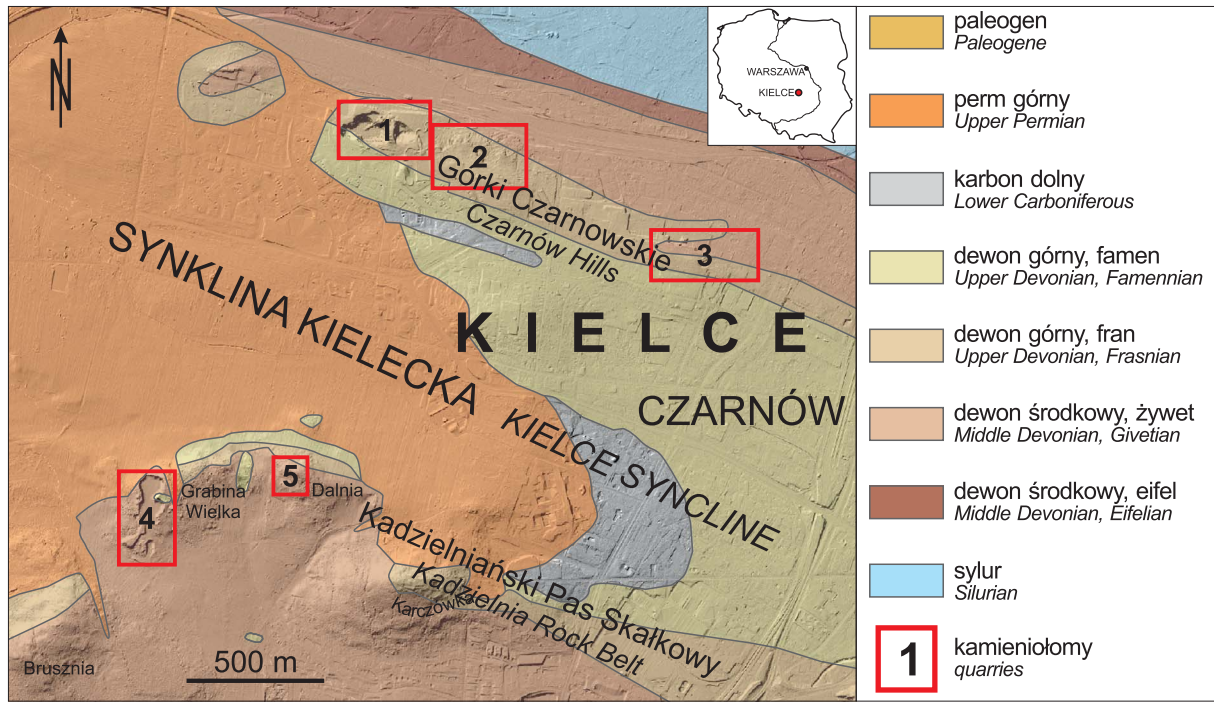 N
WARSZAWA
KIELCE
1
2
Górki Czarnowskie
Czarnów Hills
3
SYNKLINA KIELECKA
KIELCE SYNCLINE
KIELCE
CZARNÓW
4
Grabina
Wielka
5
Dalnia
Kadzielniański Pas Skałkowy
Kadzielnia Rock Belt
Karczówka
Brusznia
500 m
paleogen
Paleogene
perm górny
Upper Permian
karbon dolny
Lower Carboniferous
dewon górny, famen
Upper Devonian, Famennian
dewon górny, fran
Upper Devonian, Frasnian
dewon środkowy, żywet
Middle Devonian, Givetian
dewon środkowy, eifel
Middle Devonian, Eifelian
sylur
Silurian
1
kamieniołomy
quarries